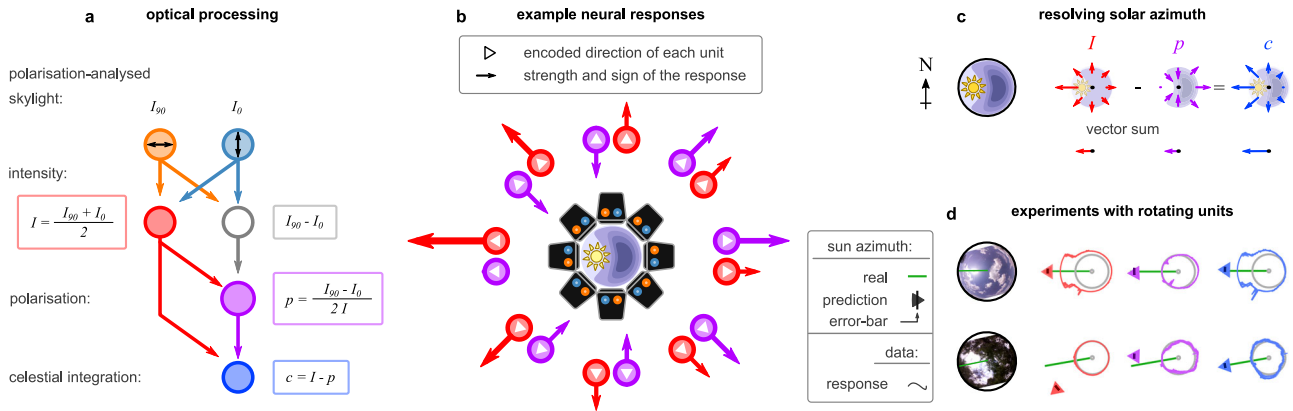 a optical processing
polarisation-analysed
skylight:
I90 I0
intensity:
I = I90 + I0 / 2
I90 - I0
polarisation:
p = I90 - I0 / 2 I
celestial integration:
c = I - p
b example neural responses
encoded direction of each unit
strength and sign of the response
c resolving solar azimuth
N
I p c
- =
vector sum
d experiments with rotating units
sun azimuth:
real
prediction
error-bar
data:
response